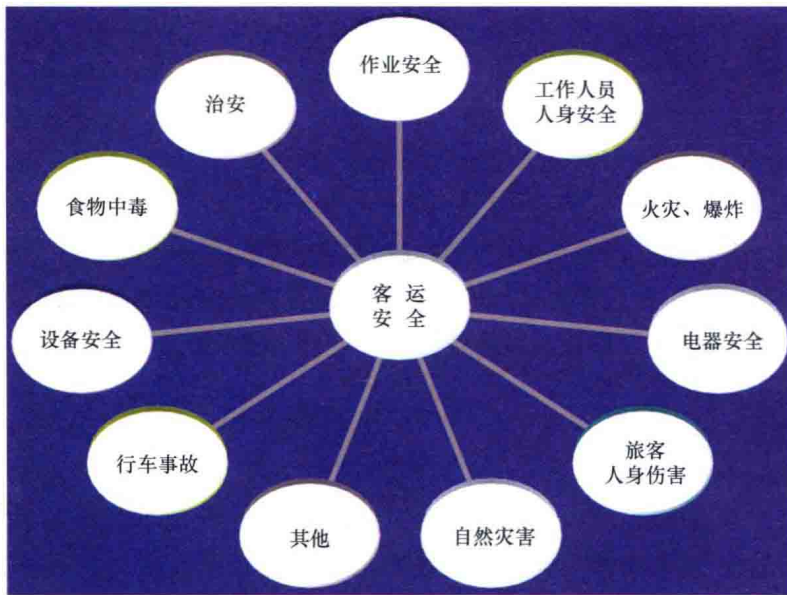 作业安全
工作人员
人身安全
治安
火灾、爆炸
食物中毒
客运
安全
设备安全
电器安全
行车事故
旅客
人身伤害
其他
自然灾害